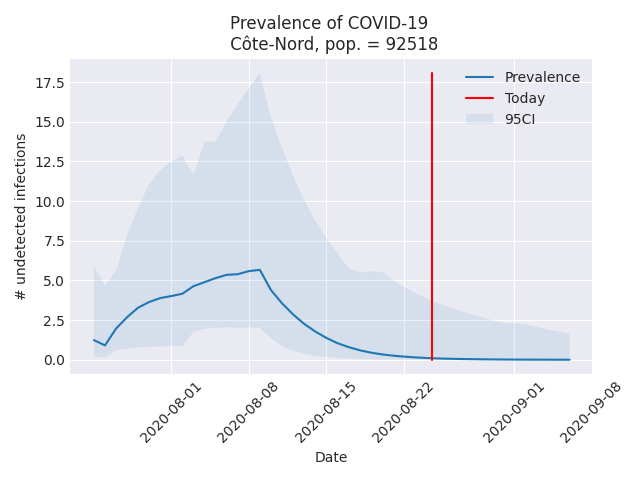 Prevalence of COVID-19
Côte-Nord, pop. = 92518
Prevalence
Today
95CI
17.5
15.0
12.5
10.0
7.5
5.0
2.5
0.0
# undetected infections
2020-08-01
2020-08-08
2020-08-15
2020-08-22
2020-09-01
2020-09-08
Date